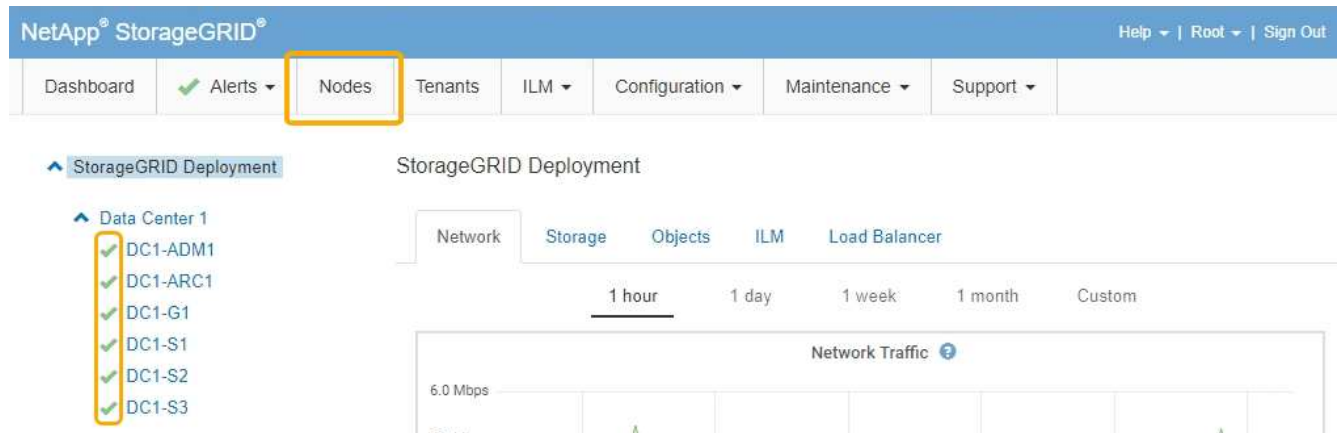 NetApp® StorageGRID®
Help | Root | Sign Out
Dashboard Alerts Nodes Tenants ILM Configuration Maintenance Support
StorageGRID Deployment
StorageGRID Deployment
Data Center 1
DC1-ADM1
DC1-ARC1
DC1-G1
DC1-S1
DC1-S2
DC1-S3
Network Storage Objects ILM Load Balancer
1 hour 1 day 1 week 1 month Custom
Network Traffic ?
6.0 Mbps